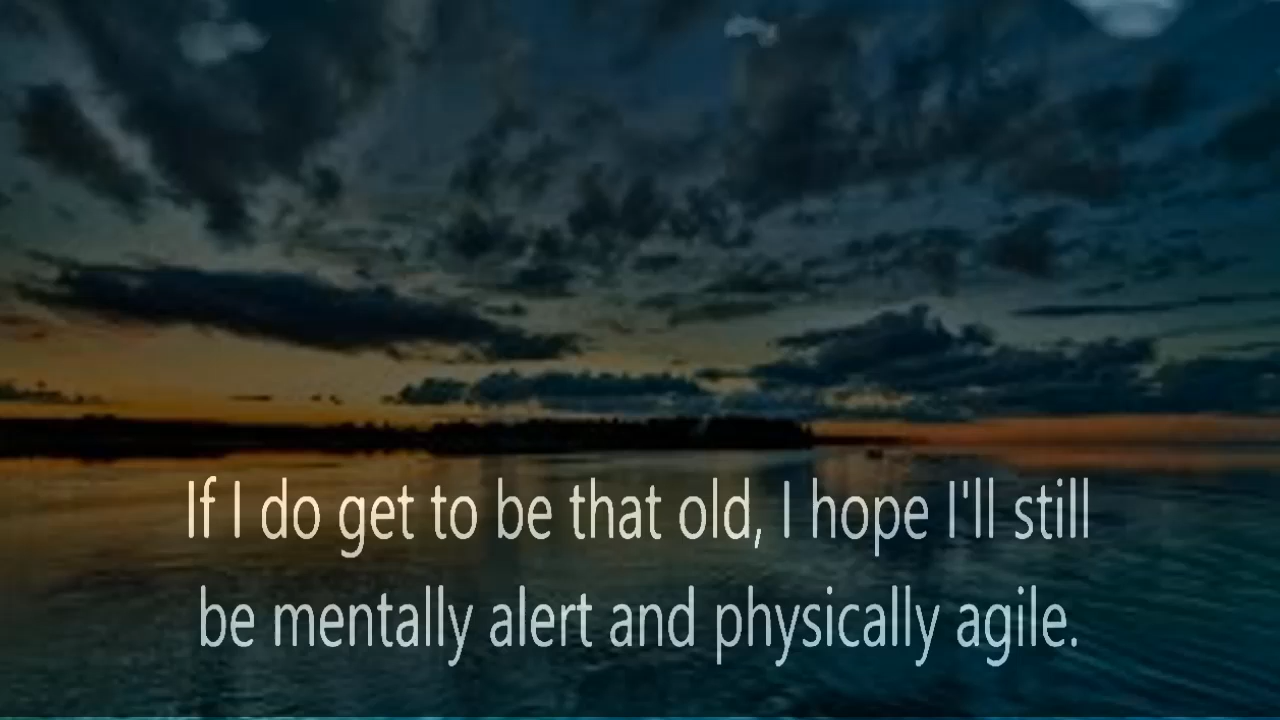 If I do get to be that old, I hope I'll still
be mentally alert and physically agile.